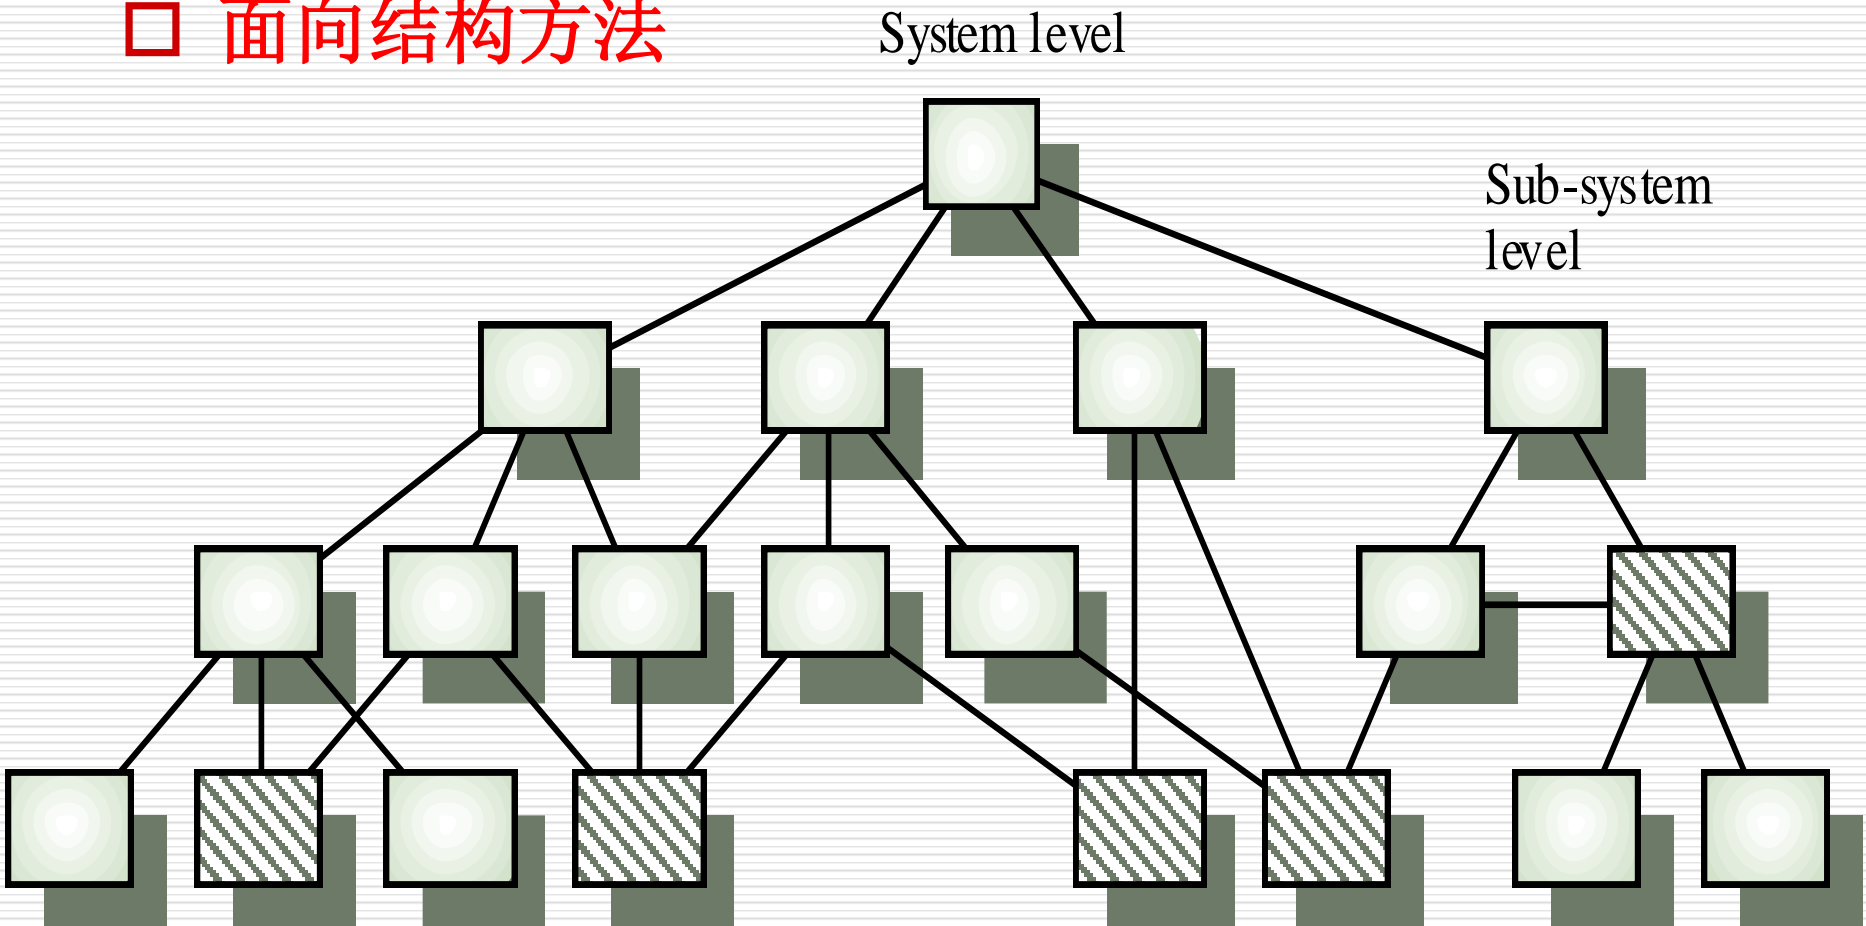 面向结构方法
System level
Sub-system
level